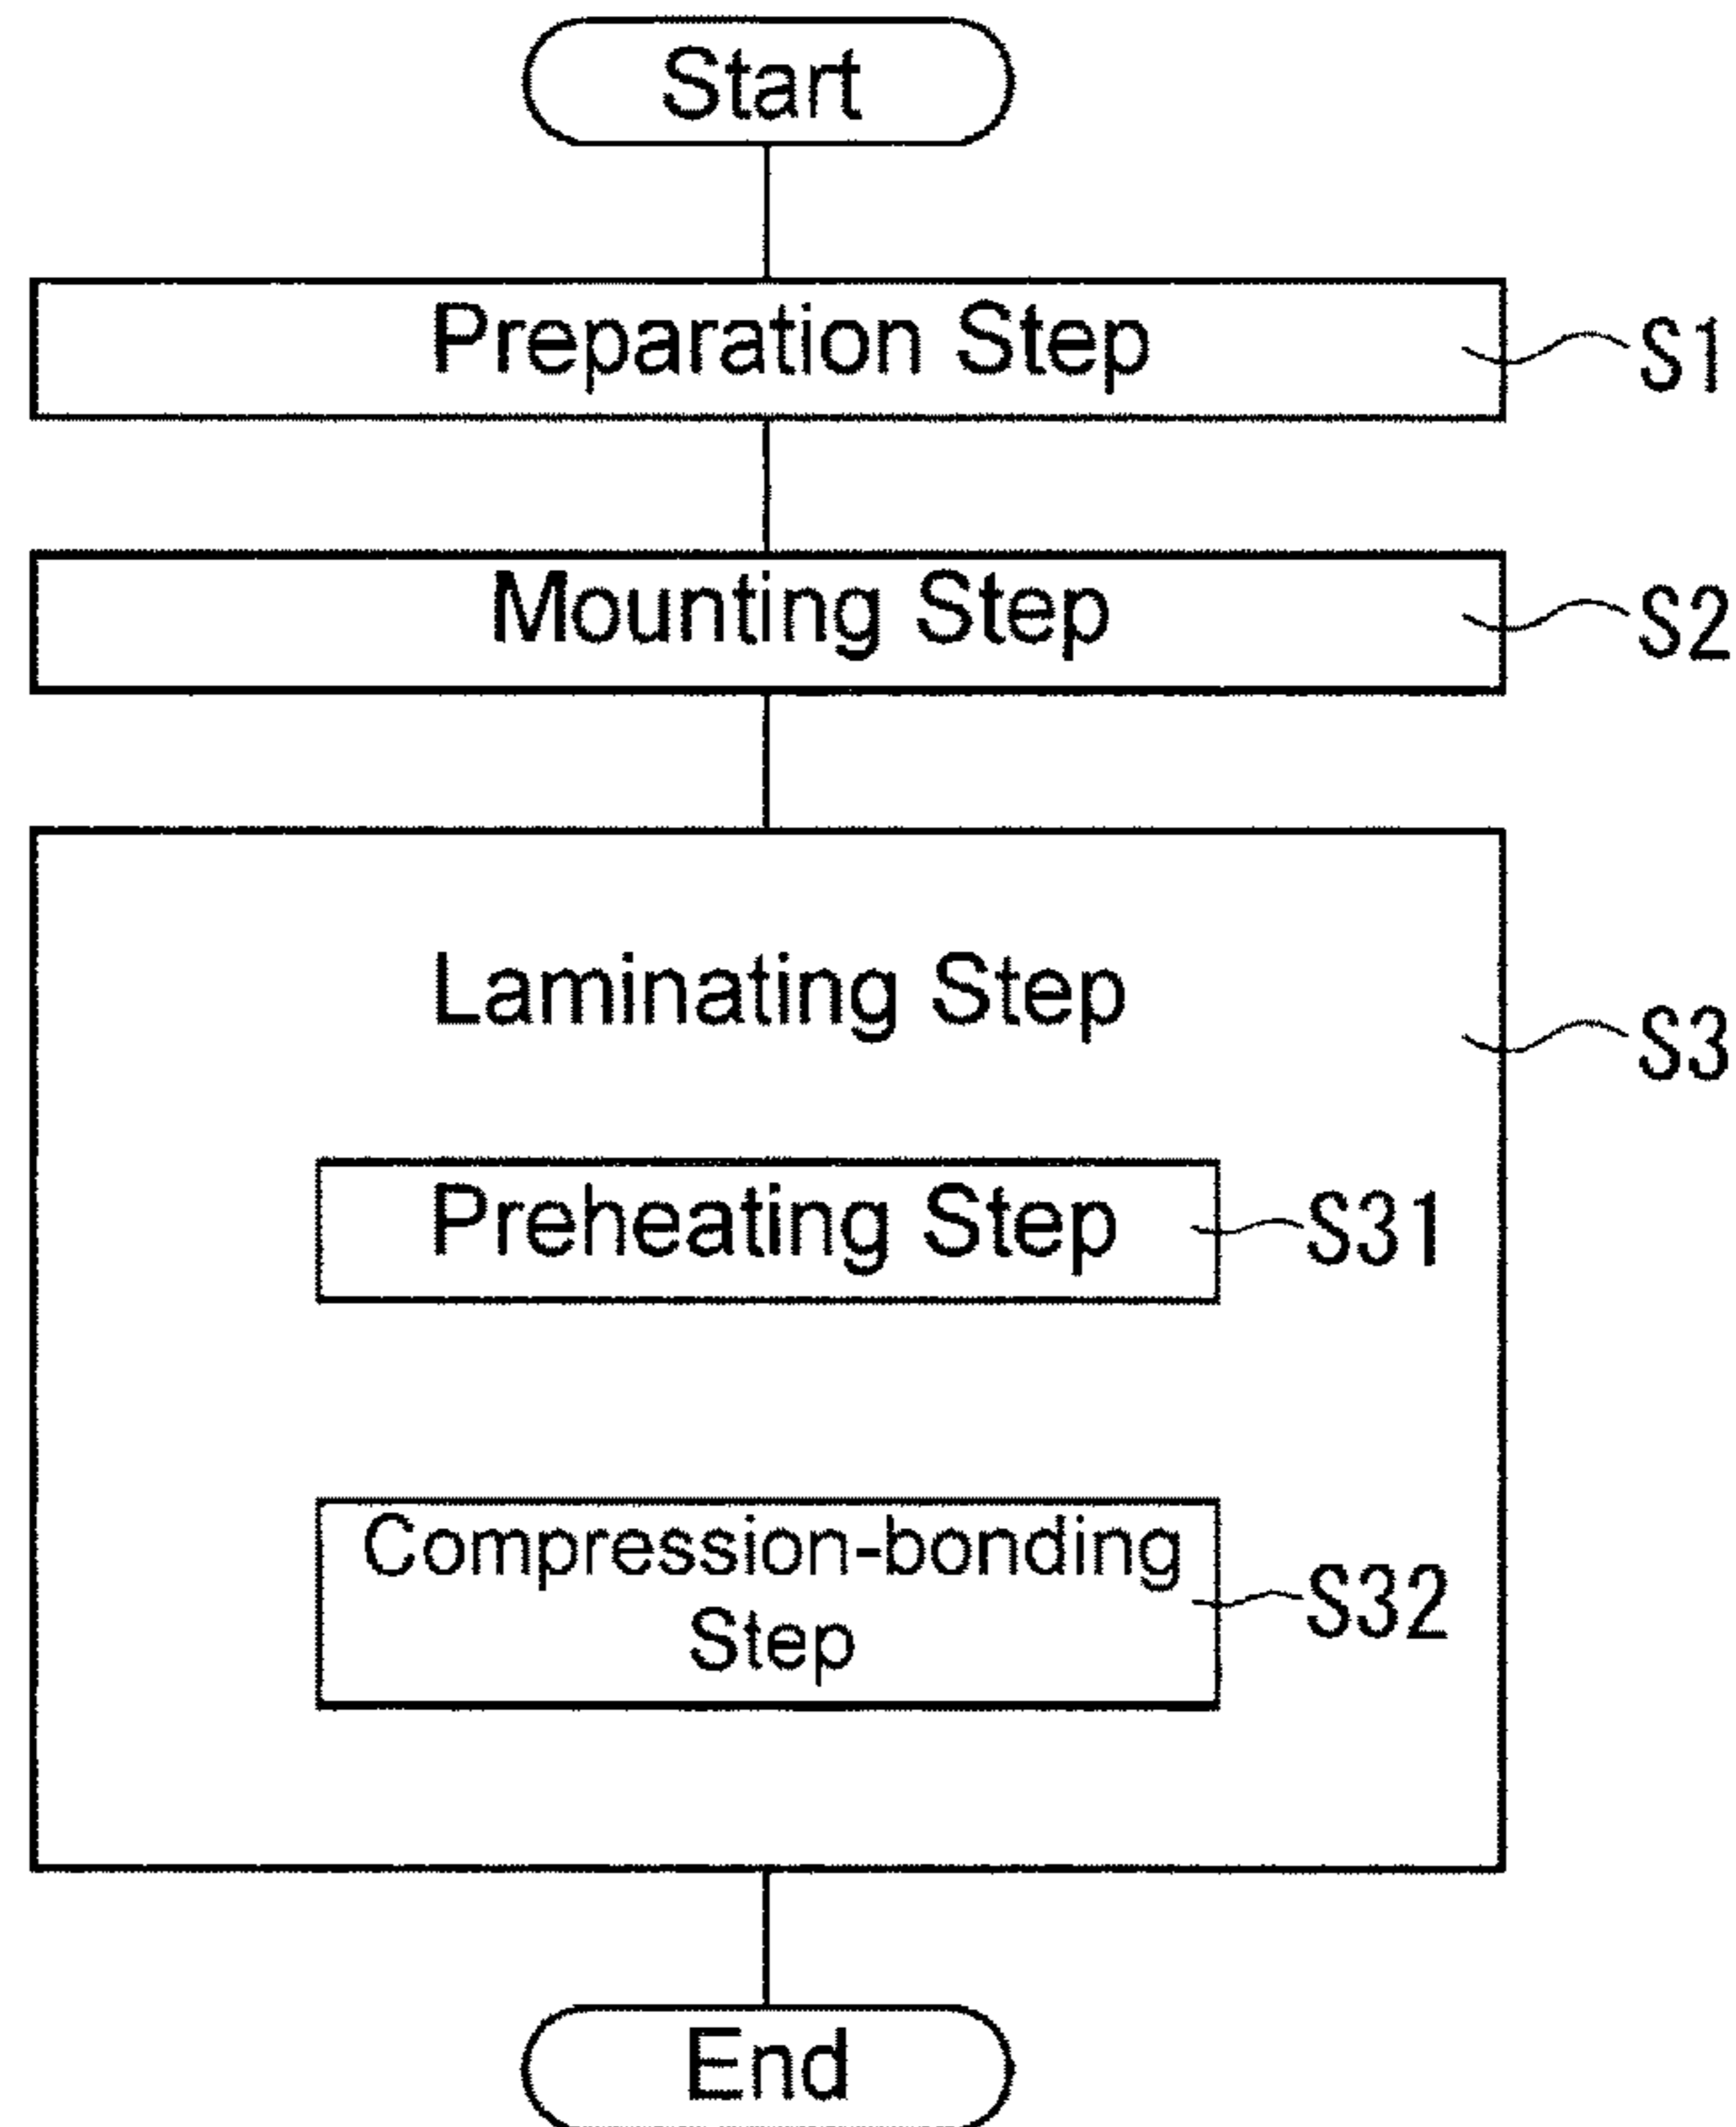 Start
Preparation Step S1
Mounting Step S2
Laminating Step S3
Preheating Step S31
Compression-bonding
Step S32
End